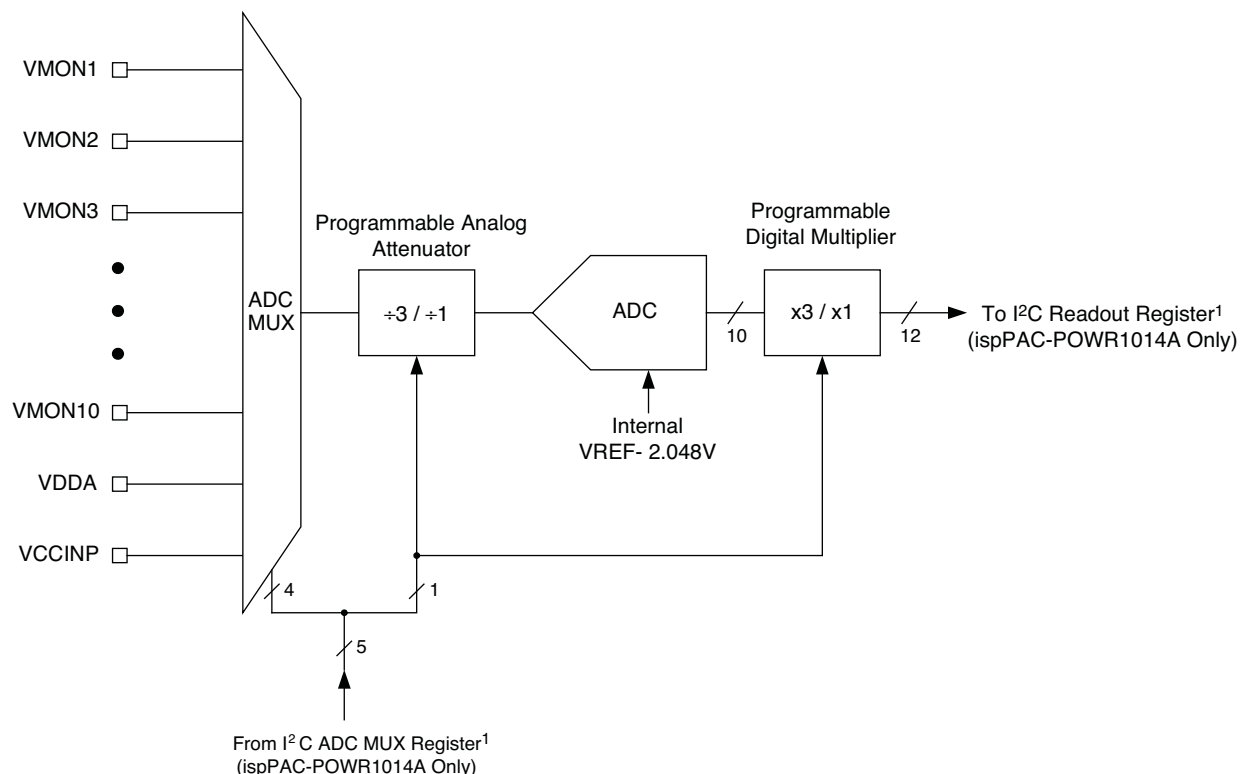 VMON1
VMON2
VMON3
VMON10
VDDA
VCCINP
ADC
MUX
Programmable Analog
Attenuator
÷3 / ÷1
ADC
10
Internal
VREF- 2.048V
Programmable
Digital Multiplier
x3 / x1
12
To I²C Readout Register¹
(ispPAC-POWR1014A Only)
4
1
5
From I² C ADC MUX Register¹
(ispPAC-POWR1014A Only)